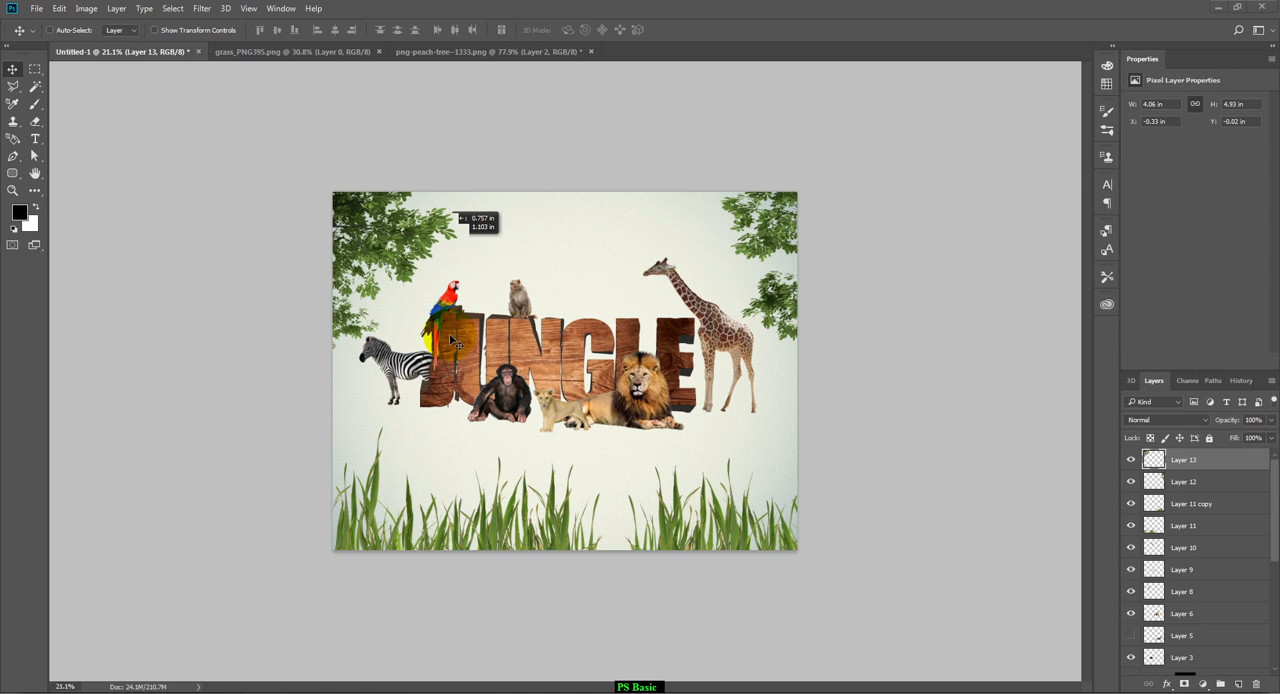 Ps File Edit Image Layer Type Select Filter 3D View Window Help
Auto-Select: Layer Show Transform Controls 3D Mode:
Untitled-1 @ 21.1% (Layer 13, RGB/8) * × grass_PNG395.png @ 30.8% (Layer 0, RGB/8) × png-peach-tree--1333.png @ 77.9% (Layer 2, RGB/8) * ×
Properties
Pixel Layer Properties
W: 4.06 in H: 4.93 in
X: -0.33 in Y: -0.02 in
0.757 in
1.103 in
JUNGLE
3D Layers Channe Paths History
Kind
Normal Opacity: 100%
Lock: Fill: 100%
Layer 13
Layer 12
Layer 11 copy
Layer 11
Layer 10
Layer 9
Layer 8
Layer 6
Layer 5
Layer 3
21.1% Doc: 24.1M/210.7M
PS Basic